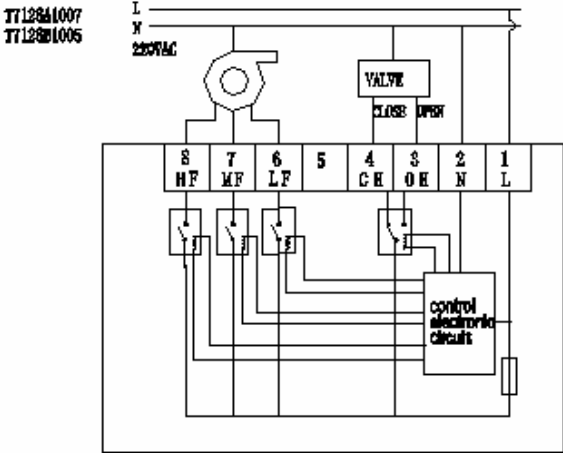 T7128A1007
T7128B1005
L
N
220VAC
VALVE
CLOSE OPEN
8 7 6 5 4 3 2 1
HF MF LF CH OH N L
control
electronic
circuit